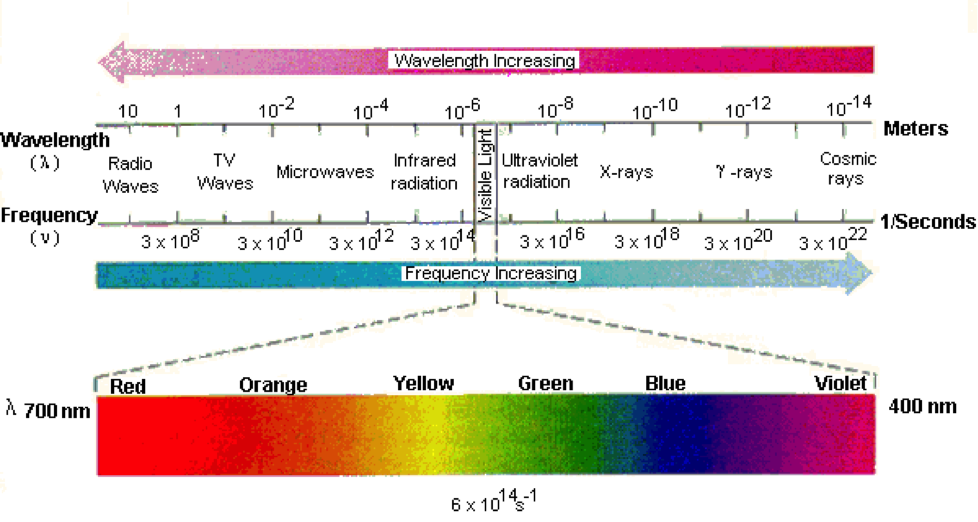 Wavelength Increasing
10 1 10⁻² 10⁻⁴ 10⁻⁶ 10⁻⁸ 10⁻¹⁰ 10⁻¹² 10⁻¹⁴
Wavelength
(λ)
Meters
Radio
Waves
TV
Waves
Microwaves
Infrared
radiation
Visible Light
Ultraviolet
radiation
X-rays
γ -rays
Cosmic
rays
Frequency
(ν)
1/Seconds
3 x 10⁸ 3 x 10¹⁰ 3 x 10¹² 3 x 10¹⁴ 3 x 10¹⁶ 3 x 10¹⁸ 3 x 10²⁰ 3 x 10²²
Frequency Increasing
Red Orange Yellow Green Blue Violet
λ 700 nm 400 nm
6 x 10¹⁴s⁻¹